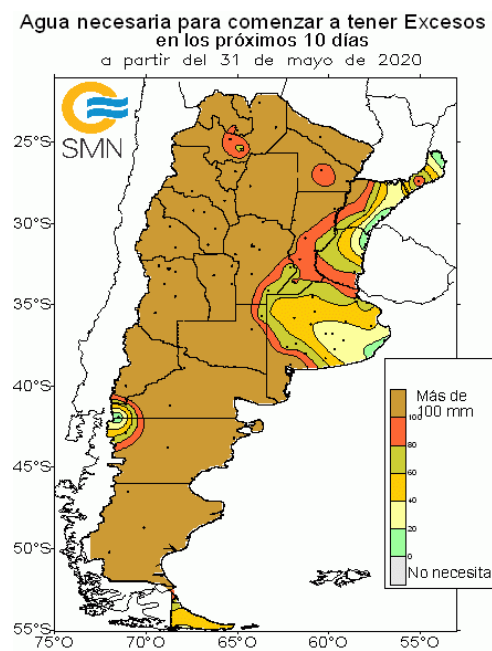 Agua necesaria para comenzar a tener Excesos
en los próximos 10 días
a partir del 31 de mayo de 2020
SMN
25°S
30°S
35°S
40°S
45°S
50°S
55°S
75°O 70°O 65°O 60°O 55°O
Más de
100 mm
100
80
60
40
20
0
No necesita